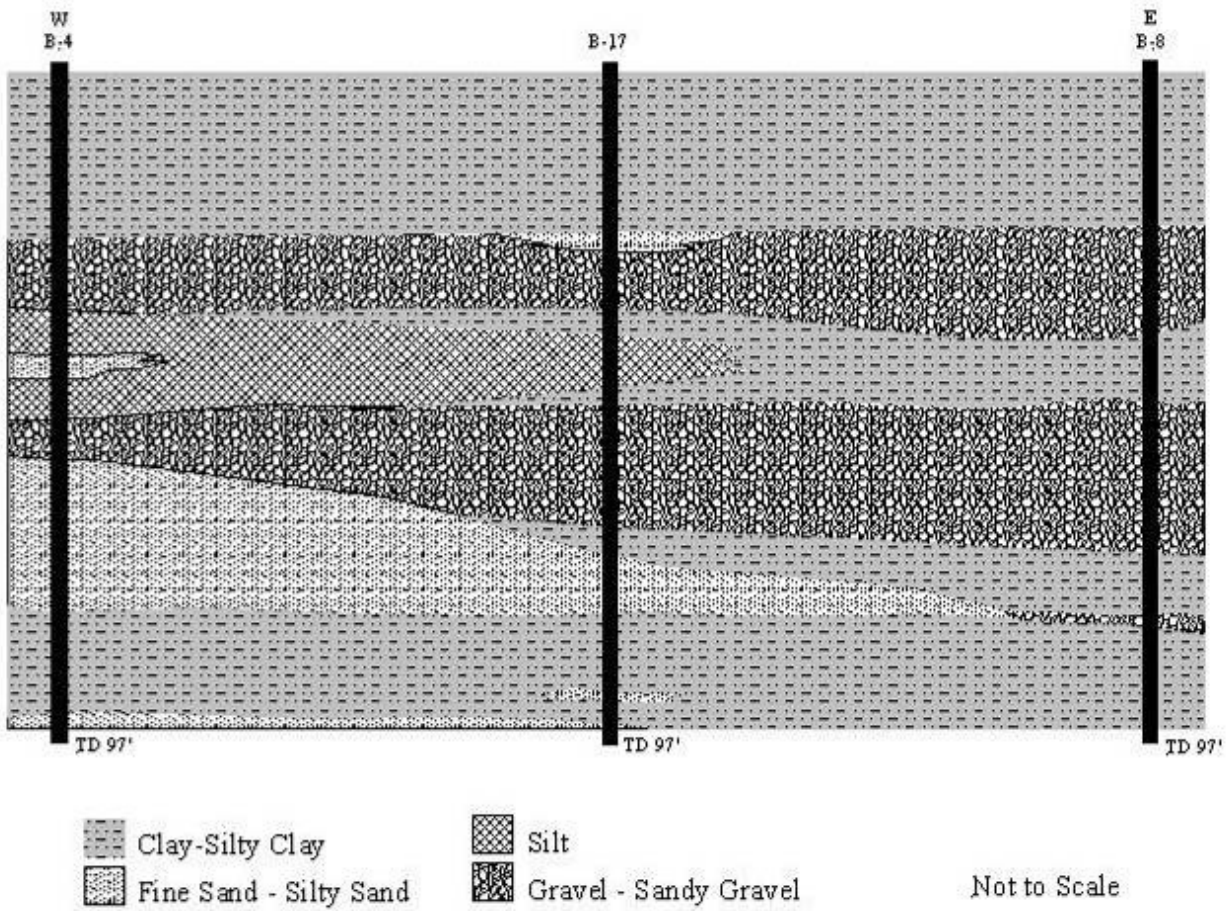 W
B-4
B-17
E
B-8
TD 97'
TD 97'
TD 97'
Clay-Silty Clay
Silt
Fine Sand - Silty Sand
Gravel - Sandy Gravel
Not to Scale